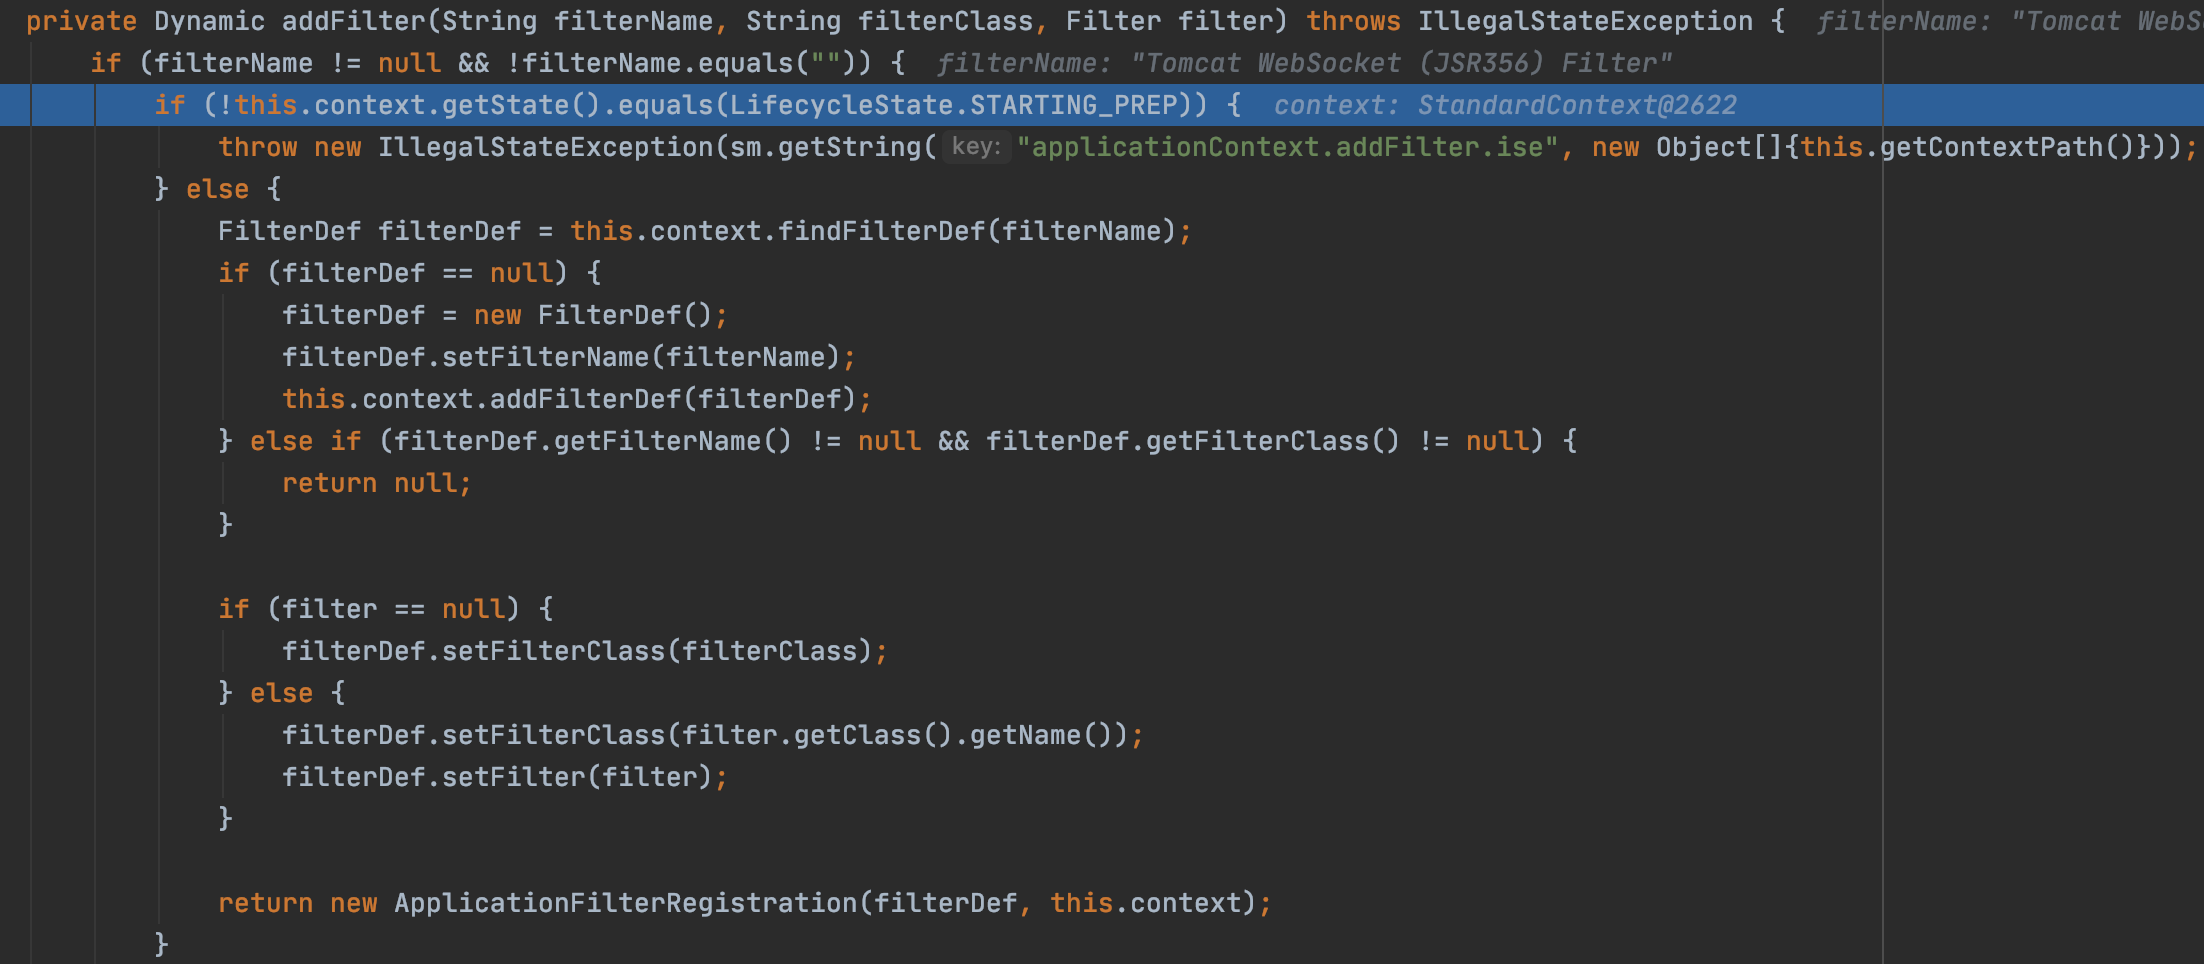 private Dynamic addFilter(String filterName, String filterClass, Filter filter) throws IllegalStateException {  filterName: "Tomcat WebS
if (filterName != null && !filterName.equals("")) {  filterName: "Tomcat WebSocket (JSR356) Filter"
if (!this.context.getState().equals(LifecycleState.STARTING_PREP)) {  context: StandardContext@2622
throw new IllegalStateException(sm.getString( key: "applicationContext.addFilter.ise", new Object[]{this.getContextPath()}));
} else {
FilterDef filterDef = this.context.findFilterDef(filterName);
if (filterDef == null) {
filterDef = new FilterDef();
filterDef.setFilterName(filterName);
this.context.addFilterDef(filterDef);
} else if (filterDef.getFilterName() != null && filterDef.getFilterClass() != null) {
return null;
}
if (filter == null) {
filterDef.setFilterClass(filterClass);
} else {
filterDef.setFilterClass(filter.getClass().getName());
filterDef.setFilter(filter);
}
return new ApplicationFilterRegistration(filterDef, this.context);
}